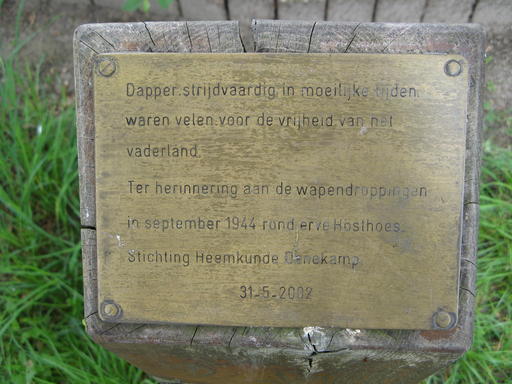 Dapper.strijdvaardig in moeilijke tijden.
waren velen.voor de vrijheid van het
vaderland.
Ter herinnering aan de wapendroppingen
in september 1944 rond erve Hosthoes.
Stichting Heemkunde Denekamp.
31-5-2002